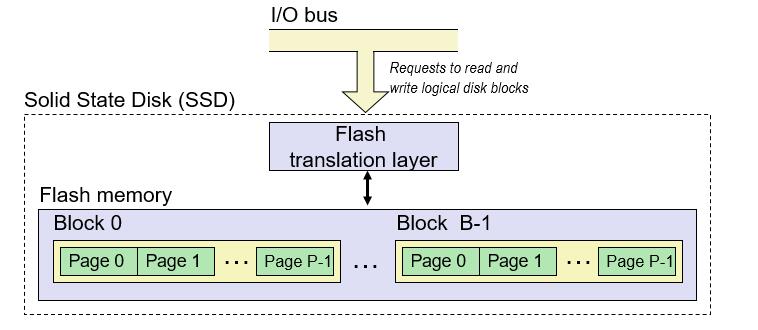 I/O bus
Requests to read and
write logical disk blocks
Solid State Disk (SSD)
Flash
translation layer
Flash memory
Block 0
Block B-1
Page 0 Page 1 ... Page P-1 ... Page 0 Page 1 ... Page P-1